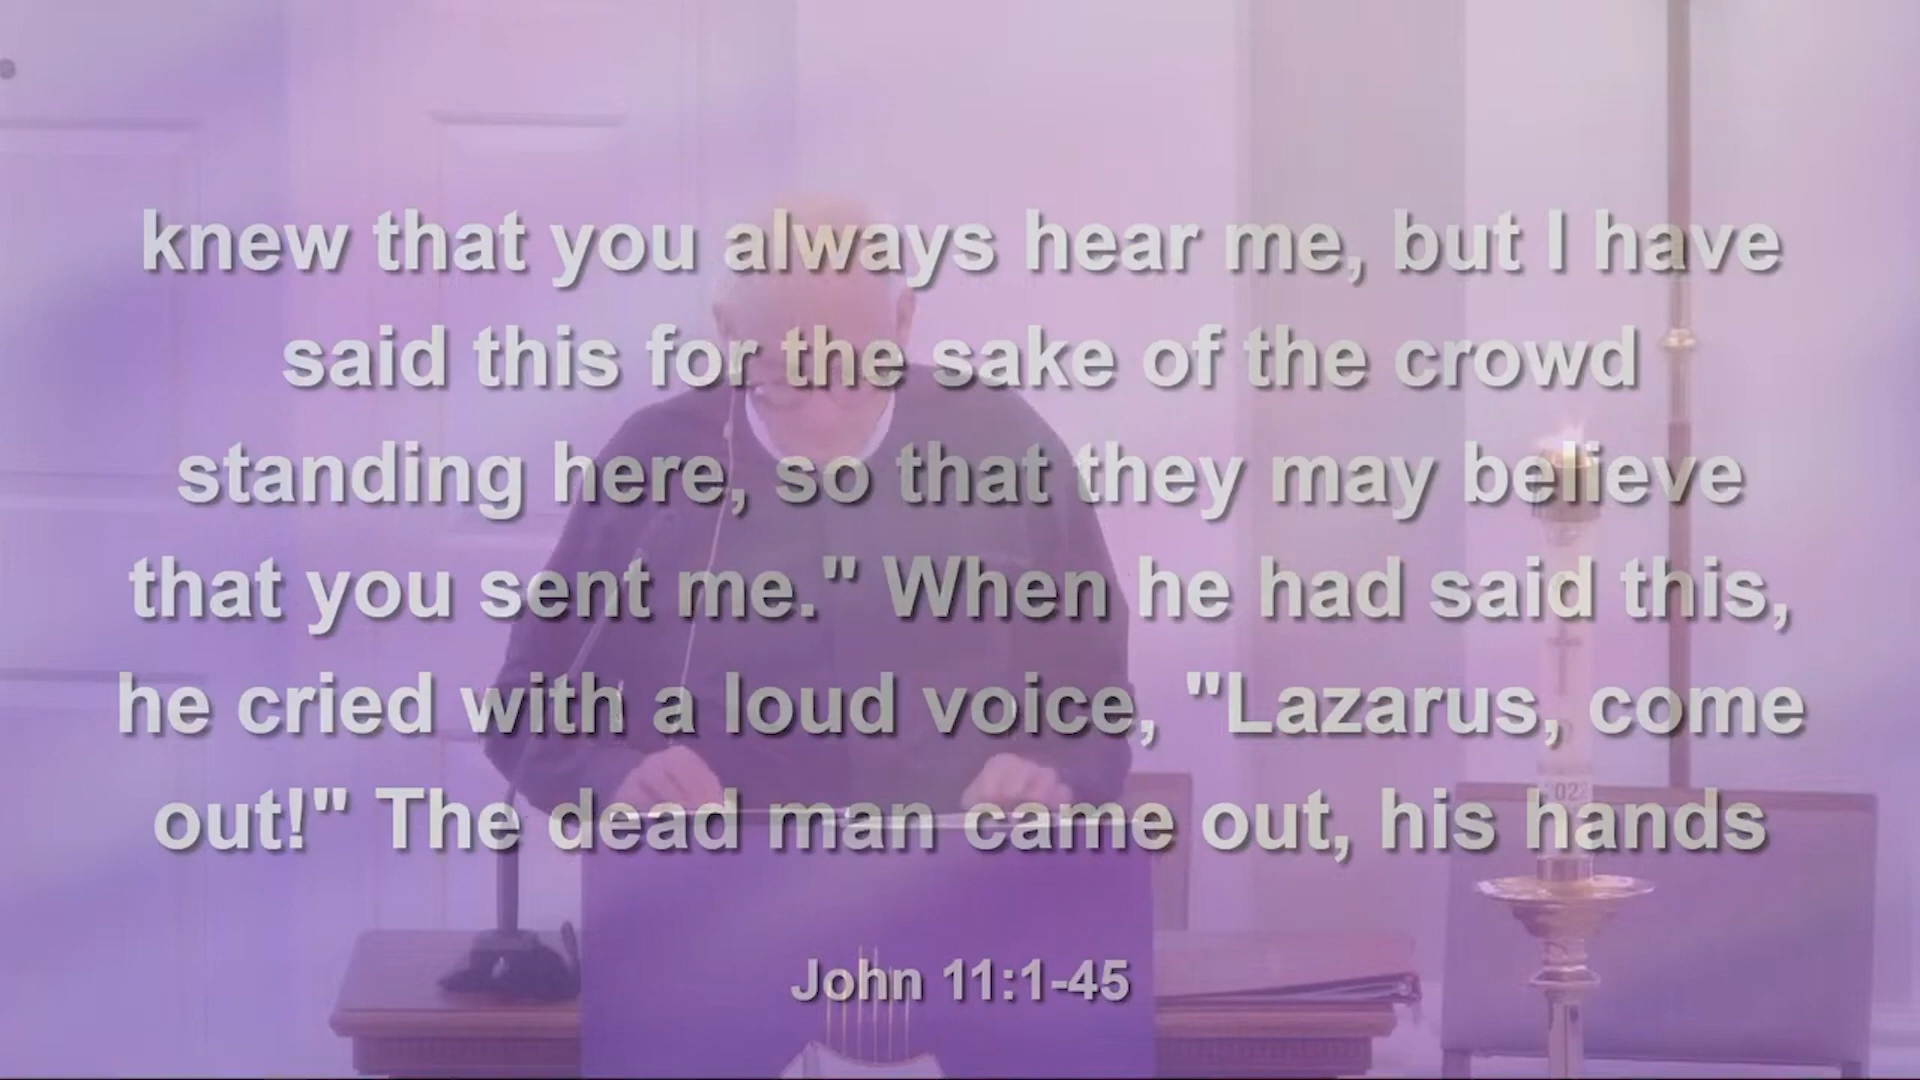 knew that you always hear me, but I have
said this for the sake of the crowd
standing here, so that they may believe
that you sent me." When he had said this,
he cried with a loud voice, "Lazarus, come
out!" The dead man came out, his hands
John 11:1-45
2022